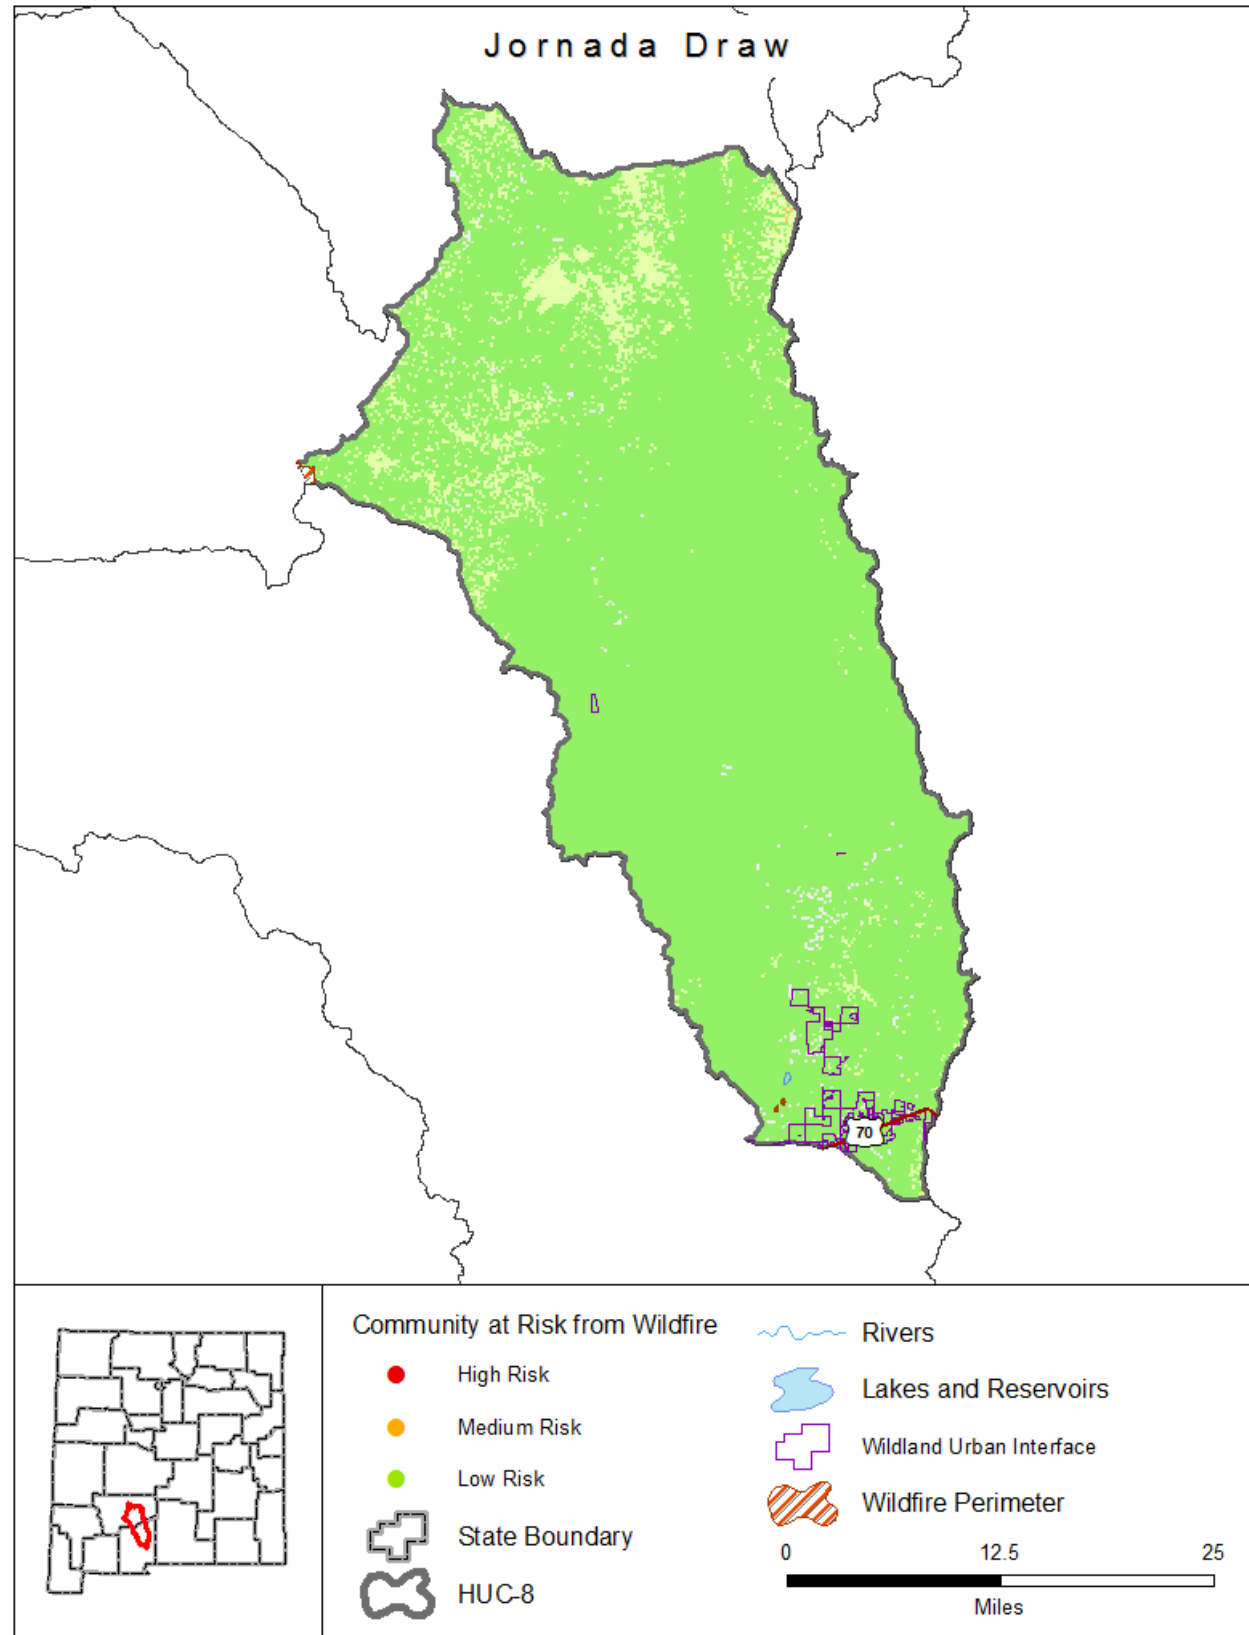 Jornada Draw
70
Community at Risk from Wildfire
High Risk
Medium Risk
Low Risk
State Boundary
HUC-8
Rivers
Lakes and Reservoirs
Wildland Urban Interface
Wildfire Perimeter
0 12.5 25
Miles